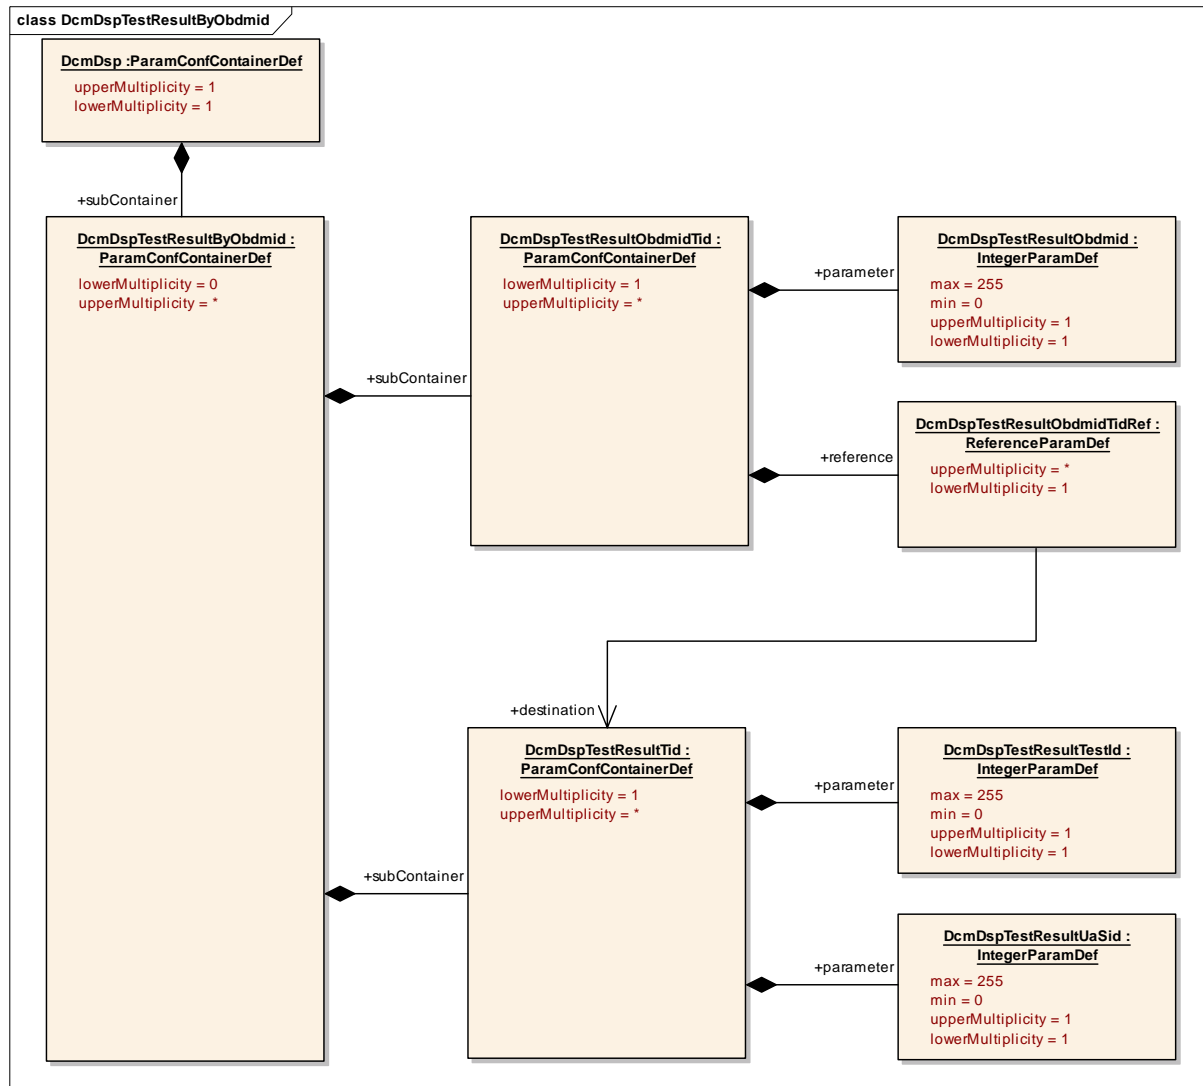 class DcmDspTestResultByObdmid
DcmDsp :ParamConfContainerDef
upperMultiplicity = 1
lowerMultiplicity = 1
+subContainer
DcmDspTestResultByObdmid :
ParamConfContainerDef
lowerMultiplicity = 0
upperMultiplicity = *
DcmDspTestResultObdmidTid :
ParamConfContainerDef
lowerMultiplicity = 1
upperMultiplicity = *
+parameter
DcmDspTestResultObdmid :
IntegerParamDef
max = 255
min = 0
upperMultiplicity = 1
lowerMultiplicity = 1
+subContainer
+reference
DcmDspTestResultObdmidTidRef :
ReferenceParamDef
upperMultiplicity = *
lowerMultiplicity = 1
+destination
DcmDspTestResultTid :
ParamConfContainerDef
lowerMultiplicity = 1
upperMultiplicity = *
+parameter
DcmDspTestResultTestId :
IntegerParamDef
max = 255
min = 0
upperMultiplicity = 1
lowerMultiplicity = 1
+subContainer
+parameter
DcmDspTestResultUaSid :
IntegerParamDef
max = 255
min = 0
upperMultiplicity = 1
lowerMultiplicity = 1